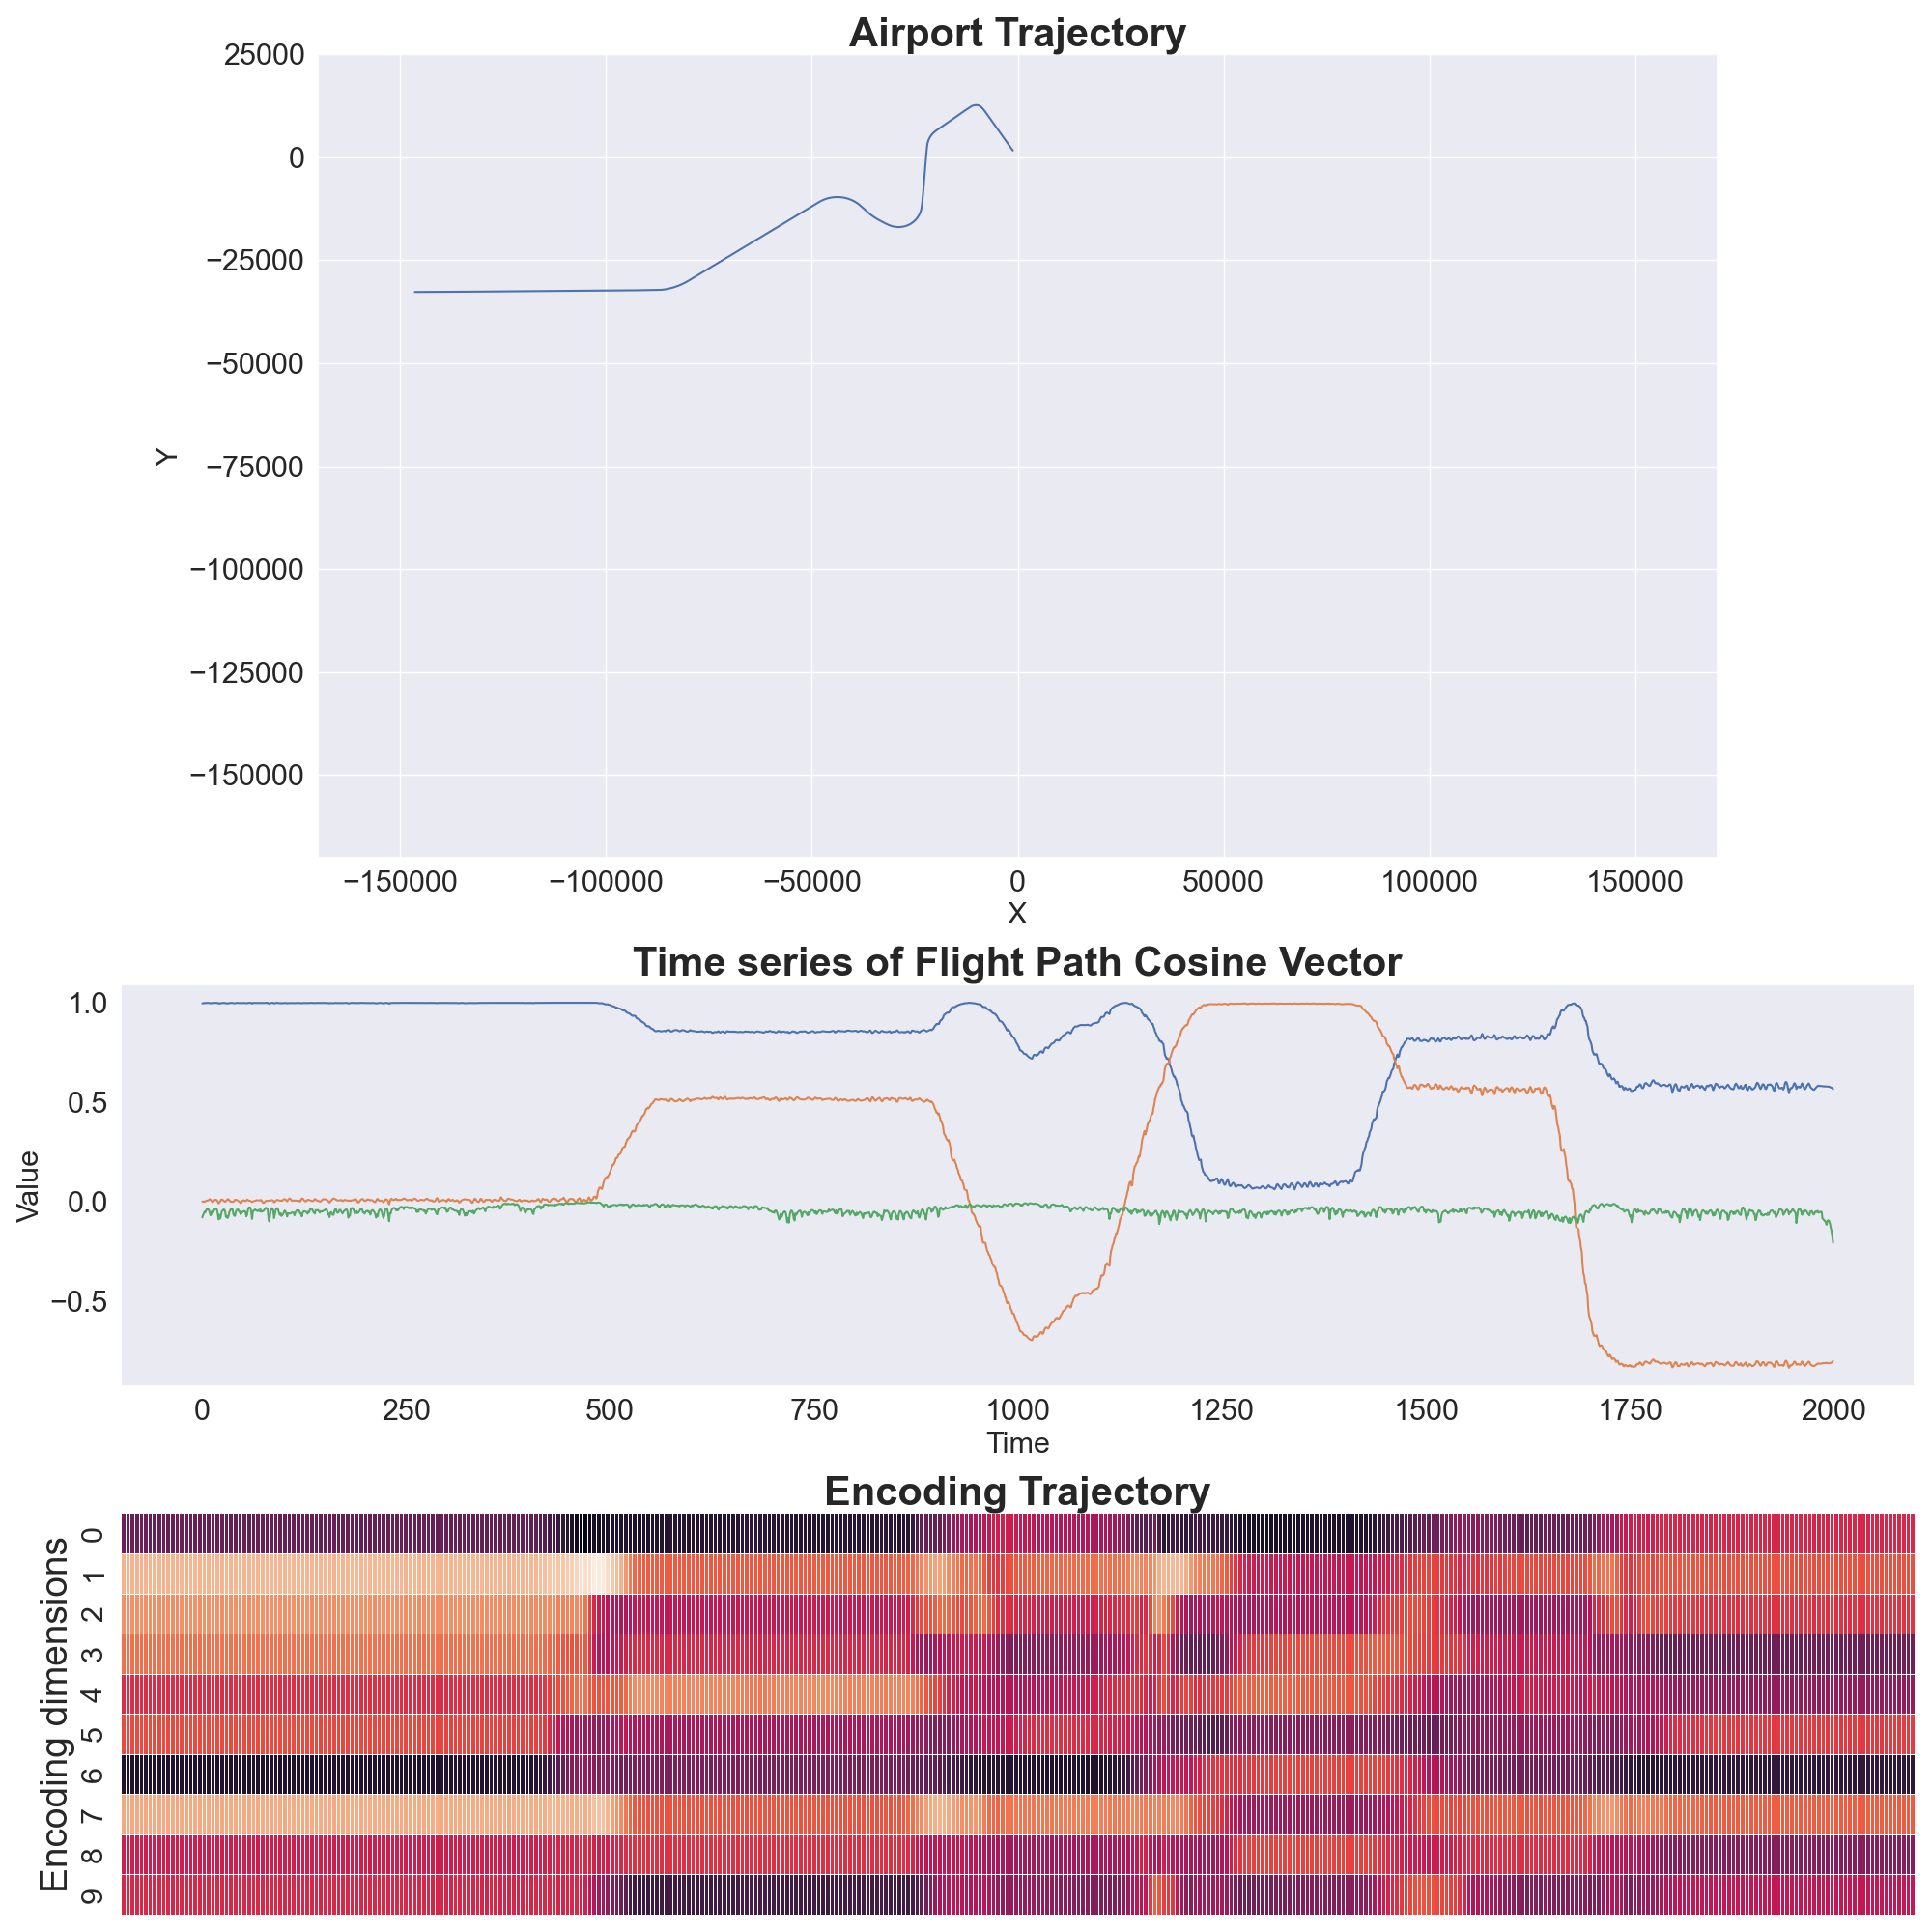 Airport Trajectory
25000
0
−25000
−50000
−75000
−100000
−125000
−150000
Y
−150000 −100000 −50000 0 50000 100000 150000
X
Time series of Flight Path Cosine Vector
1.0
0.5
0.0
−0.5
Value
0 250 500 750 1000 1250 1500 1750 2000
Time
Encoding Trajectory
Encoding dimensions
0
1
2
3
4
5
6
7
8
9